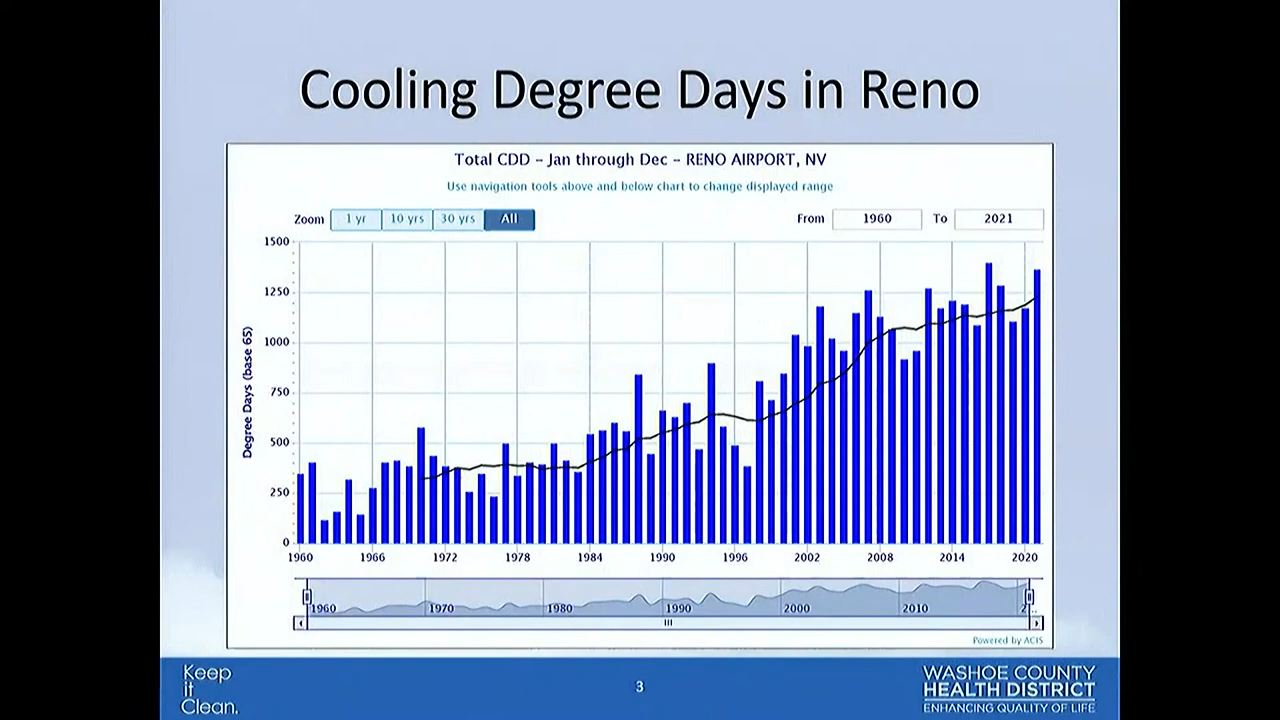 Cooling Degree Days in Reno
Total CDD – Jan through Dec – RENO AIRPORT, NV
Use navigation tools above and below chart to change displayed range
Zoom 1 yr 10 yrs 30 yrs All From 1960 To 2021
Degree Days (base 65)
1500
1250
1000
750
500
250
0
1960 1966 1972 1978 1984 1990 1996 2002 2008 2014 2020
1960 1970 1980 1990 2000 2010 2...
Powered by ACIS
Keep
it
Clean.
3
WASHOE COUNTY
HEALTH DISTRICT
ENHANCING QUALITY OF LIFE